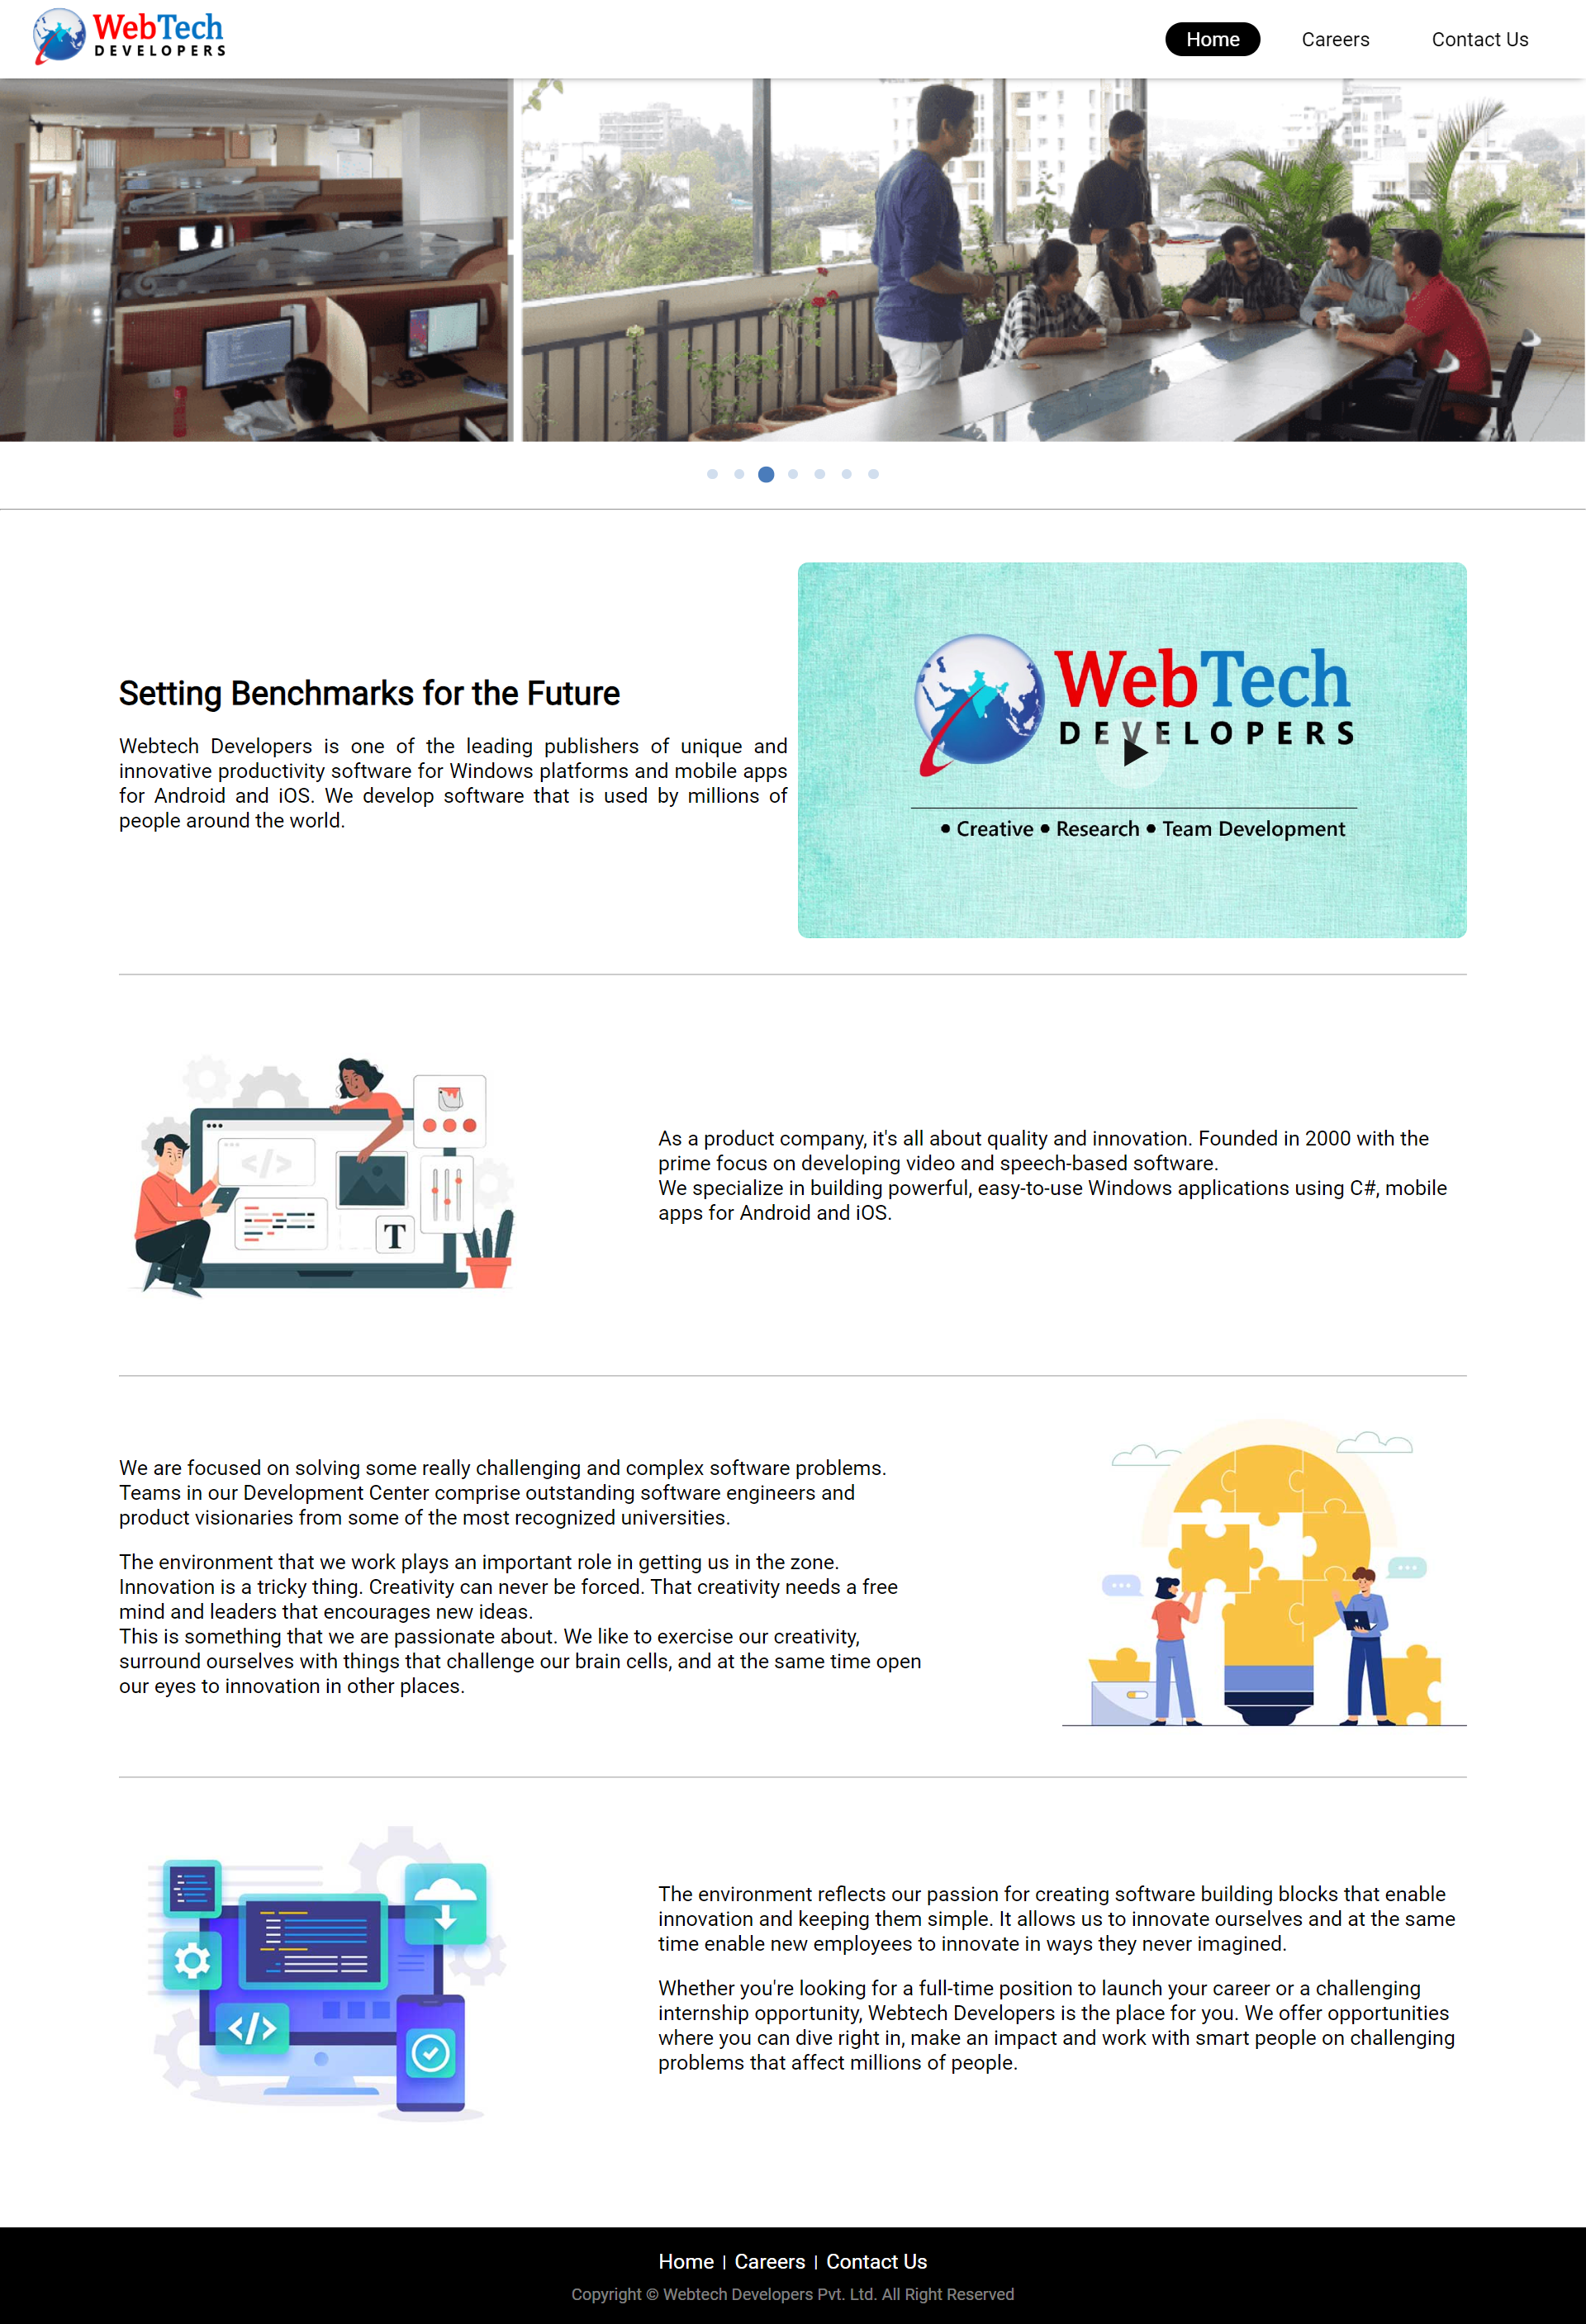 WebTech
DEVELOPERS
Home Careers Contact Us
Setting Benchmarks for the Future
Webtech Developers is one of the leading publishers of unique and
innovative productivity software for Windows platforms and mobile apps
for Android and iOS. We develop software that is used by millions of
people around the world.
WebTech
DEVELOPERS
• Creative • Research • Team Development
</>
T
As a product company, it's all about quality and innovation. Founded in 2000 with the
prime focus on developing video and speech-based software.
We specialize in building powerful, easy-to-use Windows applications using C#, mobile
apps for Android and iOS.
We are focused on solving some really challenging and complex software problems.
Teams in our Development Center comprise outstanding software engineers and
product visionaries from some of the most recognized universities.
The environment that we work plays an important role in getting us in the zone.
Innovation is a tricky thing. Creativity can never be forced. That creativity needs a free
mind and leaders that encourages new ideas.
This is something that we are passionate about. We like to exercise our creativity,
surround ourselves with things that challenge our brain cells, and at the same time open
our eyes to innovation in other places.
</>
The environment reflects our passion for creating software building blocks that enable
innovation and keeping them simple. It allows us to innovate ourselves and at the same
time enable new employees to innovate in ways they never imagined.
Whether you're looking for a full-time position to launch your career or a challenging
internship opportunity, Webtech Developers is the place for you. We offer opportunities
where you can dive right in, make an impact and work with smart people on challenging
problems that affect millions of people.
Home | Careers | Contact Us
Copyright © Webtech Developers Pvt. Ltd. All Right Reserved